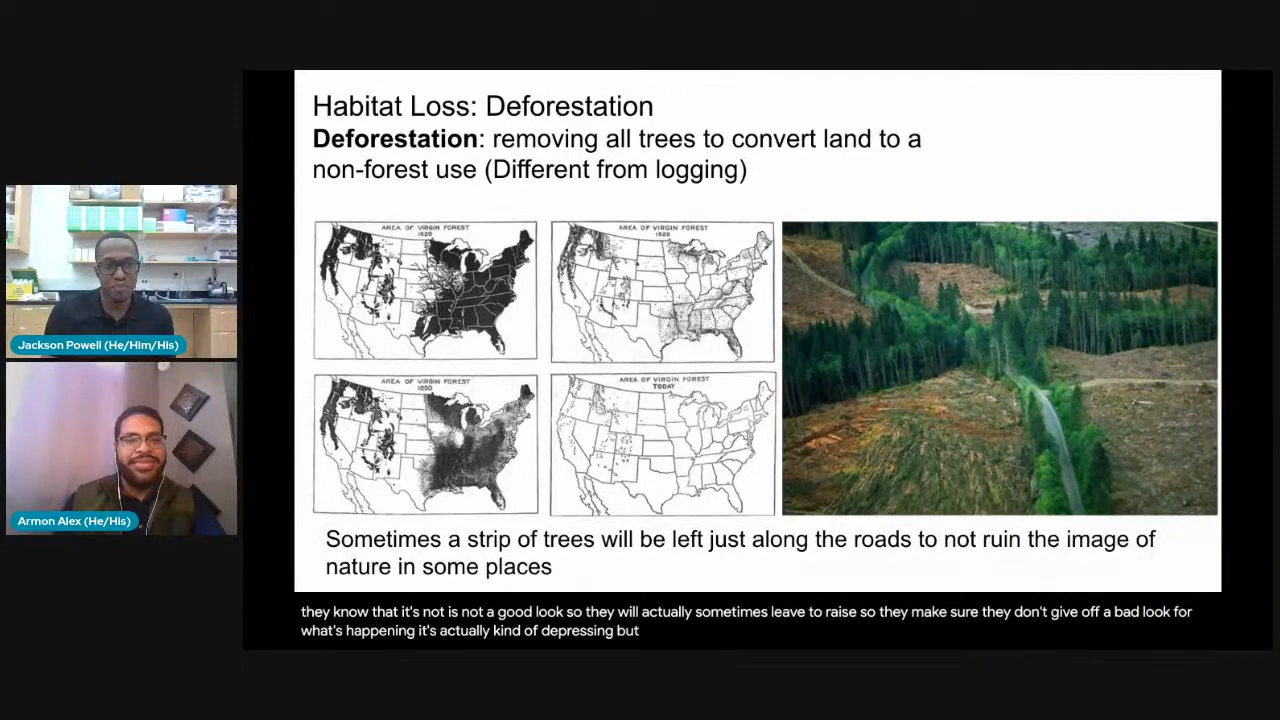 Habitat Loss: Deforestation
Deforestation: removing all trees to convert land to a
non-forest use (Different from logging)
AREA OF VIRGIN FOREST
1620
AREA OF VIRGIN FOREST
1920
AREA OF VIRGIN FOREST
1850
AREA OF VIRGIN FOREST
TODAY
Sometimes a strip of trees will be left just along the roads to not ruin the image of
nature in some places
Jackson Powell (He/Him/His)
Armon Alex (He/His)
they know that it's not is not a good look so they will actually sometimes leave to raise so they make sure they don't give off a bad look for
what's happening it's actually kind of depressing but